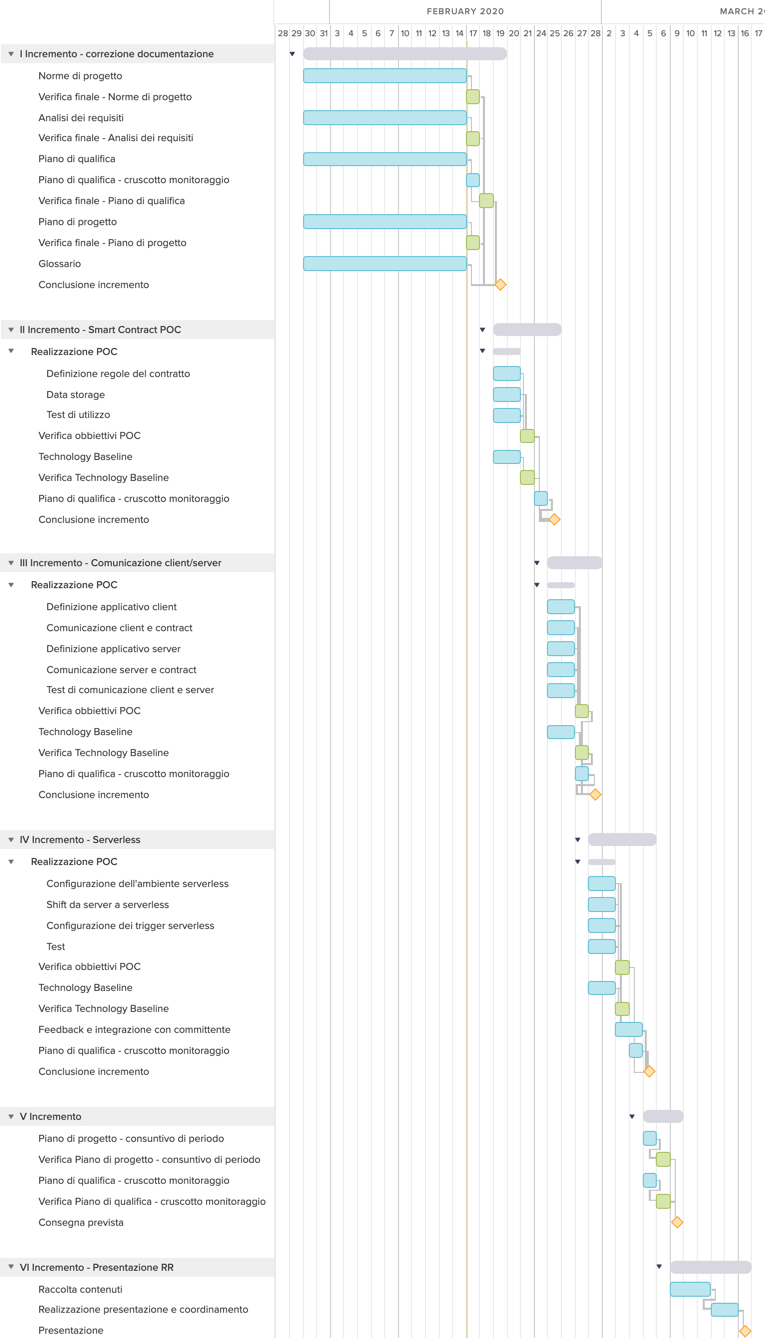 FEBRUARY 2020 MARCH 20
28 29 30 31 3 4 5 6 7 10 11 12 13 14 17 18 19 20 21 24 25 26 27 28 2 3 4 5 6 9 10 11 12 13 16 17
I Incremento - correzione documentazione
Norme di progetto
Verifica finale - Norme di progetto
Analisi dei requisiti
Verifica finale - Analisi dei requisiti
Piano di qualifica
Piano di qualifica - cruscotto monitoraggio
Verifica finale - Piano di qualifica
Piano di progetto
Verifica finale - Piano di progetto
Glossario
Conclusione incremento
II Incremento - Smart Contract POC
Realizzazione POC
Definizione regole del contratto
Data storage
Test di utilizzo
Verifica obbiettivi POC
Technology Baseline
Verifica Technology Baseline
Piano di qualifica - cruscotto monitoraggio
Conclusione incremento
III Incremento - Comunicazione client/server
Realizzazione POC
Definizione applicativo client
Comunicazione client e contract
Definizione applicativo server
Comunicazione server e contract
Test di comunicazione client e server
Verifica obbiettivi POC
Technology Baseline
Verifica Technology Baseline
Piano di qualifica - cruscotto monitoraggio
Conclusione incremento
IV Incremento - Serverless
Realizzazione POC
Configurazione dell'ambiente serverless
Shift da server a serverless
Configurazione dei trigger serverless
Test
Verifica obbiettivi POC
Technology Baseline
Verifica Technology Baseline
Feedback e integrazione con committente
Piano di qualifica - cruscotto monitoraggio
Conclusione incremento
V Incremento
Piano di progetto - consuntivo di periodo
Verifica Piano di progetto - consuntivo di periodo
Piano di qualifica - cruscotto monitoraggio
Verifica Piano di qualifica - cruscotto monitoraggio
Consegna prevista
VI Incremento - Presentazione RR
Raccolta contenuti
Realizzazione presentazione e coordinamento
Presentazione